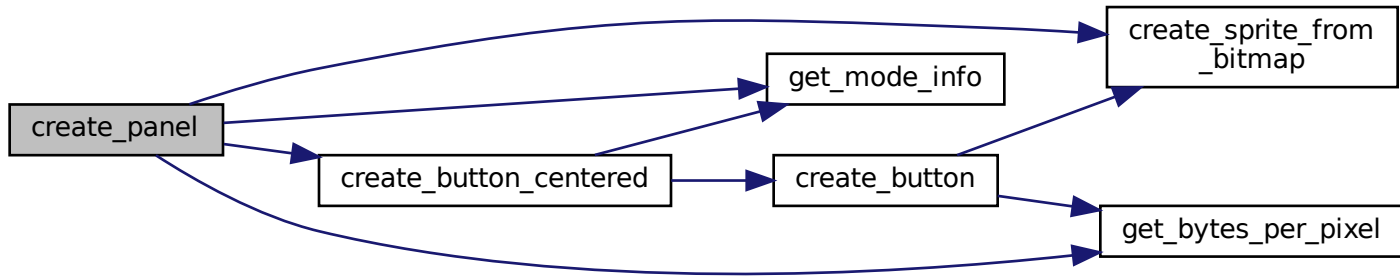 create_panel
create_sprite_from
_bitmap
get_mode_info
create_button_centered
create_button
get_bytes_per_pixel